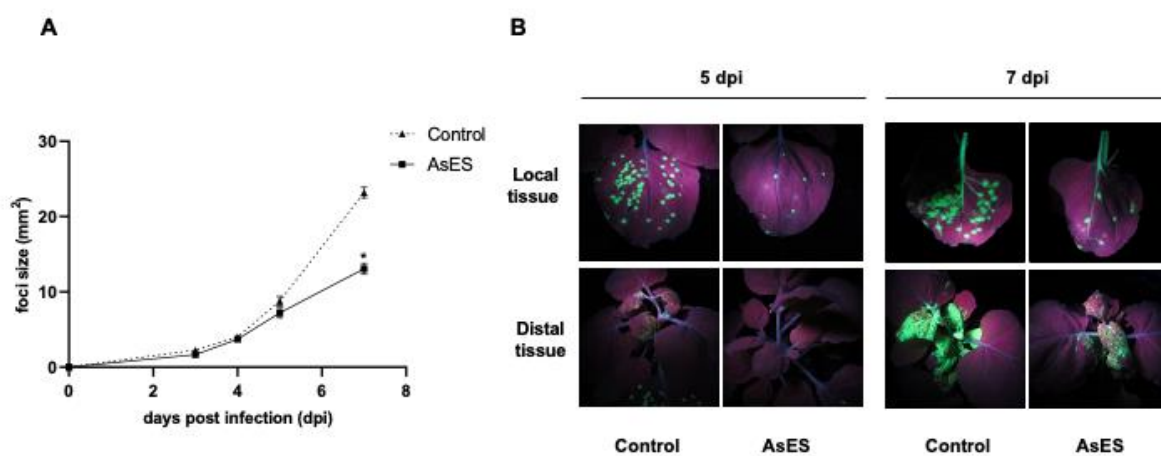 A
B
5 dpi
7 dpi
Control
AsES
30
20
10
0
foci size (mm²)
*
0 2 4 6 8
days post infection (dpi)
Local
tissue
Distal
tissue
Control
AsES
Control
AsES